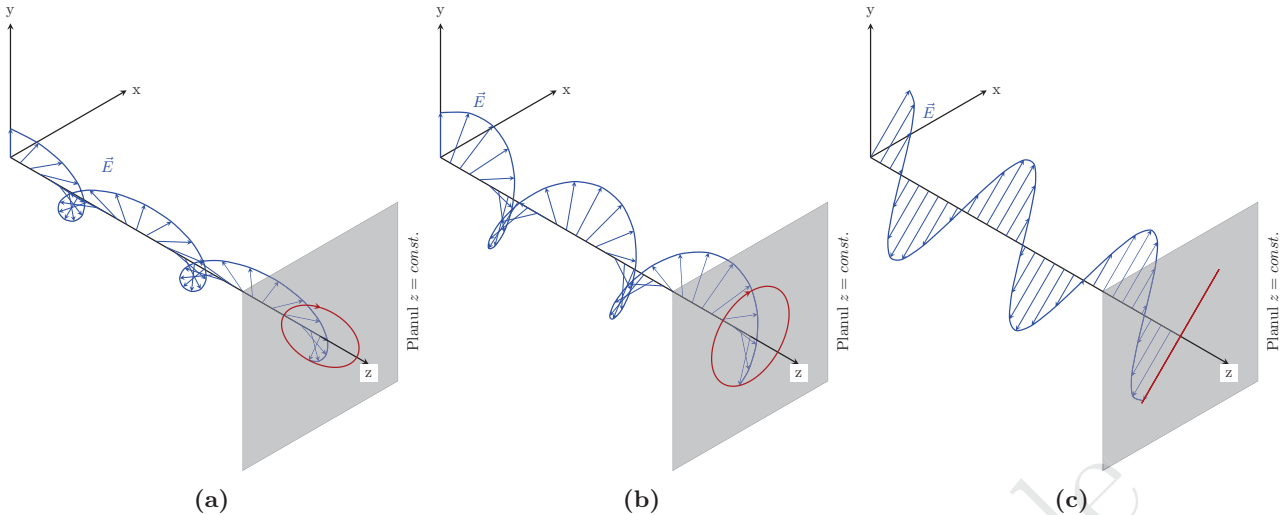 y
x
E⃗
z
Planul z = const.
(a)
y
x
E⃗
z
Planul z = const.
(b)
y
x
E⃗
z
Planul z = const.
(c)